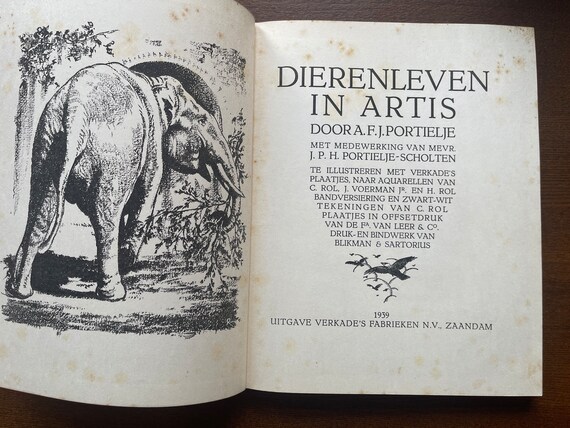 DIERENLEVEN
IN ARTIS
DOOR A.F.J. PORTIELJE
MET MEDEWERKING VAN MEVR.
J. P. H. PORTIELJE-SCHOLTEN
TE ILLUSTREREN MET VERKADE'S
PLAATJES, NAAR AQUARELLEN VAN
C. ROL, J. VOERMAN JR. EN H. ROL
BANDVERSIERING EN ZWART-WIT
TEKENINGEN VAN C. ROL
PLAATJES IN OFFSETDRUK
VAN DE FA. VAN LEER & CO.
DRUK- EN BINDWERK VAN
BLIKMAN & SARTORIUS
1939
UITGAVE VERKADE'S FABRIEKEN N.V., ZAANDAM